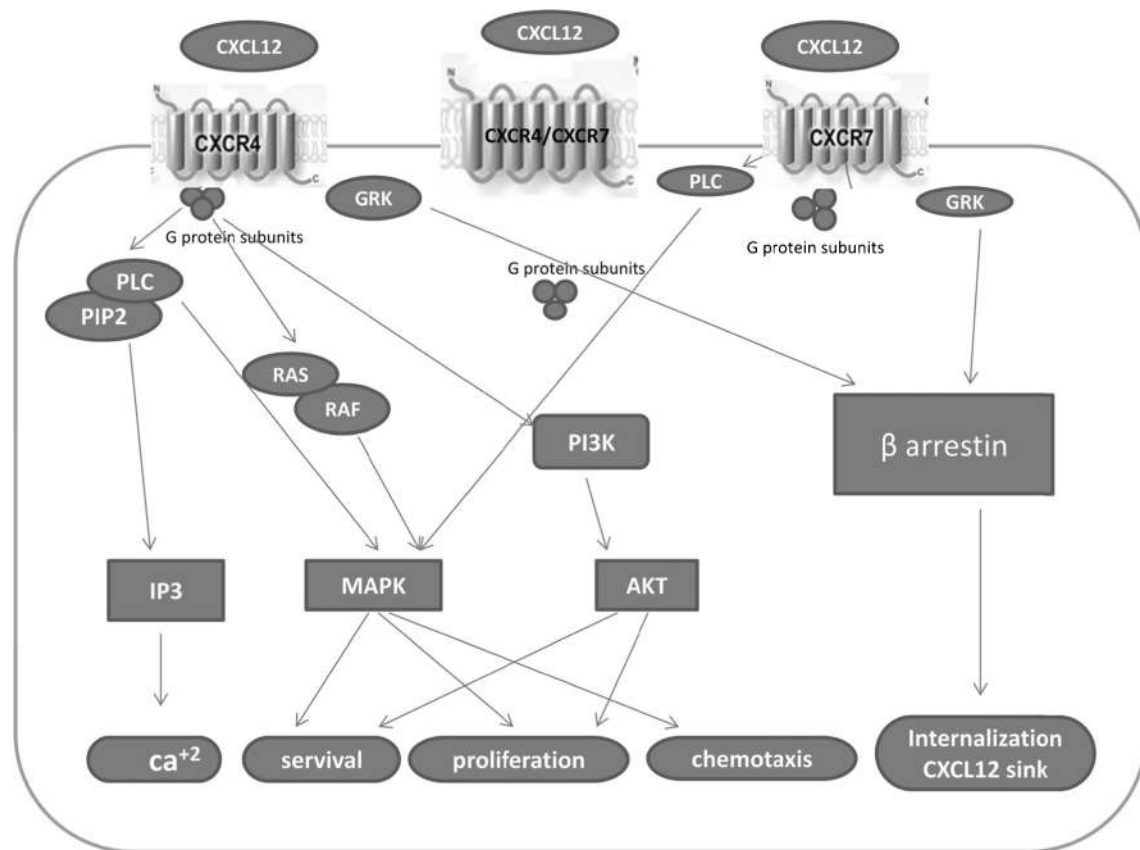 CXCL12
CXCL12
CXCL12
N
N
N
CXCR4
CXCR4/CXCR7
CXCR7
C
C
C
PLC
GRK
GRK
G protein subunits
G protein subunits
G protein subunits
PLC
PIP2
RAS
RAF
PI3K
β arrestin
IP3
MAPK
AKT
ca+2
servival
proliferation
chemotaxis
Internalization
CXCL12 sink